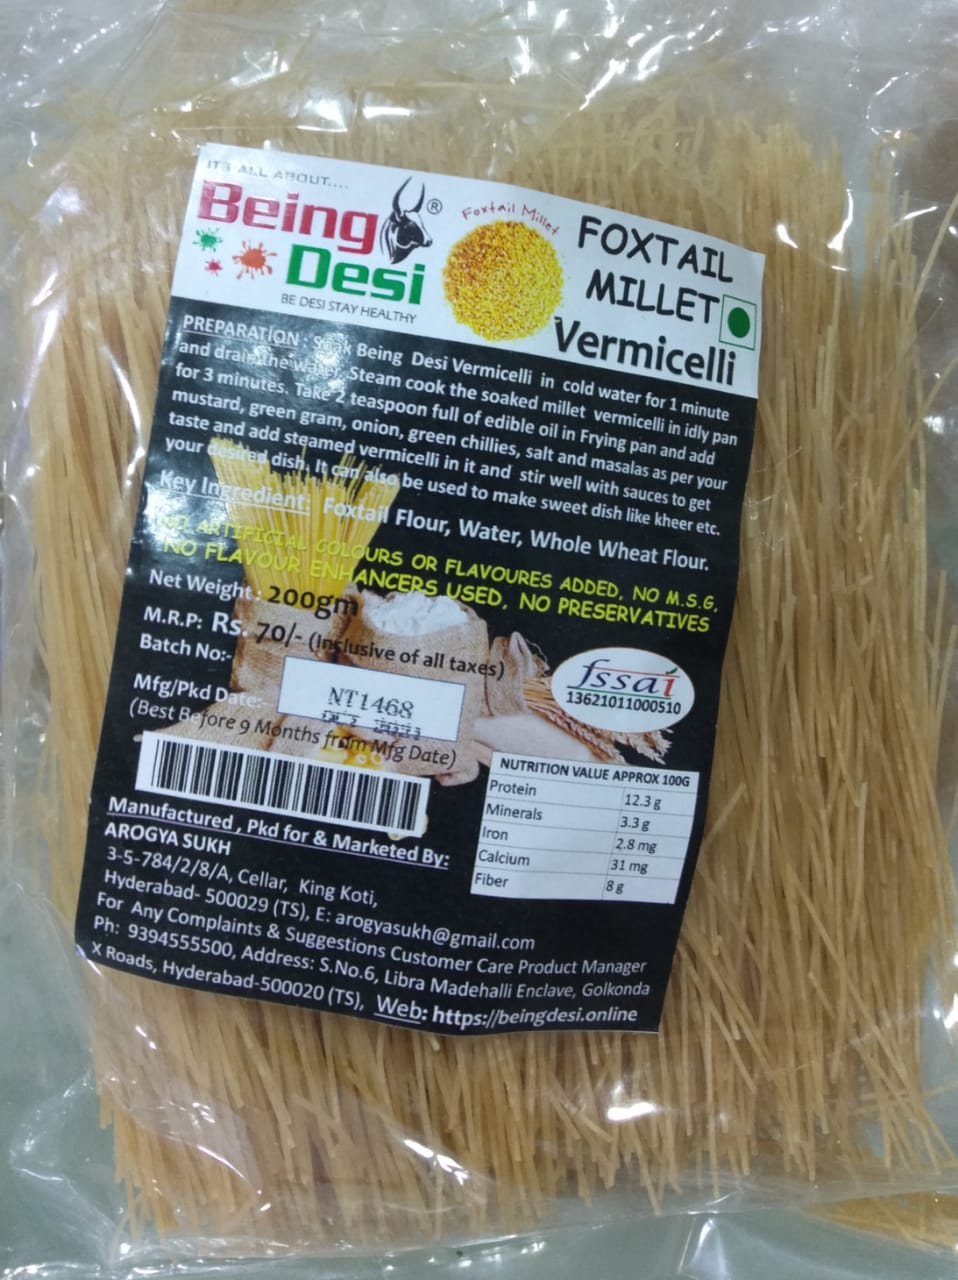 IT'S ALL ABOUT....
Being ®
Desi
BE DESI STAY HEALTHY
Foxtail Millet
FOXTAIL
MILLET
Vermicelli
PREPARATION : Soak Being Desi Vermicelli in cold water for 1 minute
and drain the water. Steam cook the soaked millet vermicelli in idly pan
for 3 minutes. Take 2 teaspoon full of edible oil in Frying pan and add
mustard, green gram, onion, green chillies, salt and masalas as per your
taste and add steamed vermicelli in it and stir well with sauces to get
your desired dish. It can also be used to make sweet dish like kheer etc.
Key Ingredient: Foxtail Flour, Water, Whole Wheat Flour.
NO ARTIFICIAL COLOURS OR FLAVOURES ADDED, NO M.S.G,
NO FLAVOUR ENHANCERS USED, NO PRESERVATIVES
Net Weight : 200gm
M.R.P: Rs. 70/- (Inclusive of all taxes)
Batch No:-
NT1468
Mfg/Pkd Date:-
(Best Before 9 Months from Mfg Date)
fssai
13621011000510
NUTRITION VALUE APPROX 100G
Protein 12.3 g
Minerals 3.3 g
Iron 2.8 mg
Calcium 31 mg
Fiber 8 g
Manufactured , Pkd for & Marketed By:
AROGYA SUKH
3-5-784/2/8/A, Cellar, King Koti,
Hyderabad- 500029 (TS), E: arogyasukh@gmail.com
For Any Complaints & Suggestions Customer Care Product Manager
Ph: 9394555500, Address: S.No.6, Libra Madehalli Enclave, Golkonda
X Roads, Hyderabad-500020 (TS), Web: https://beingdesi.online